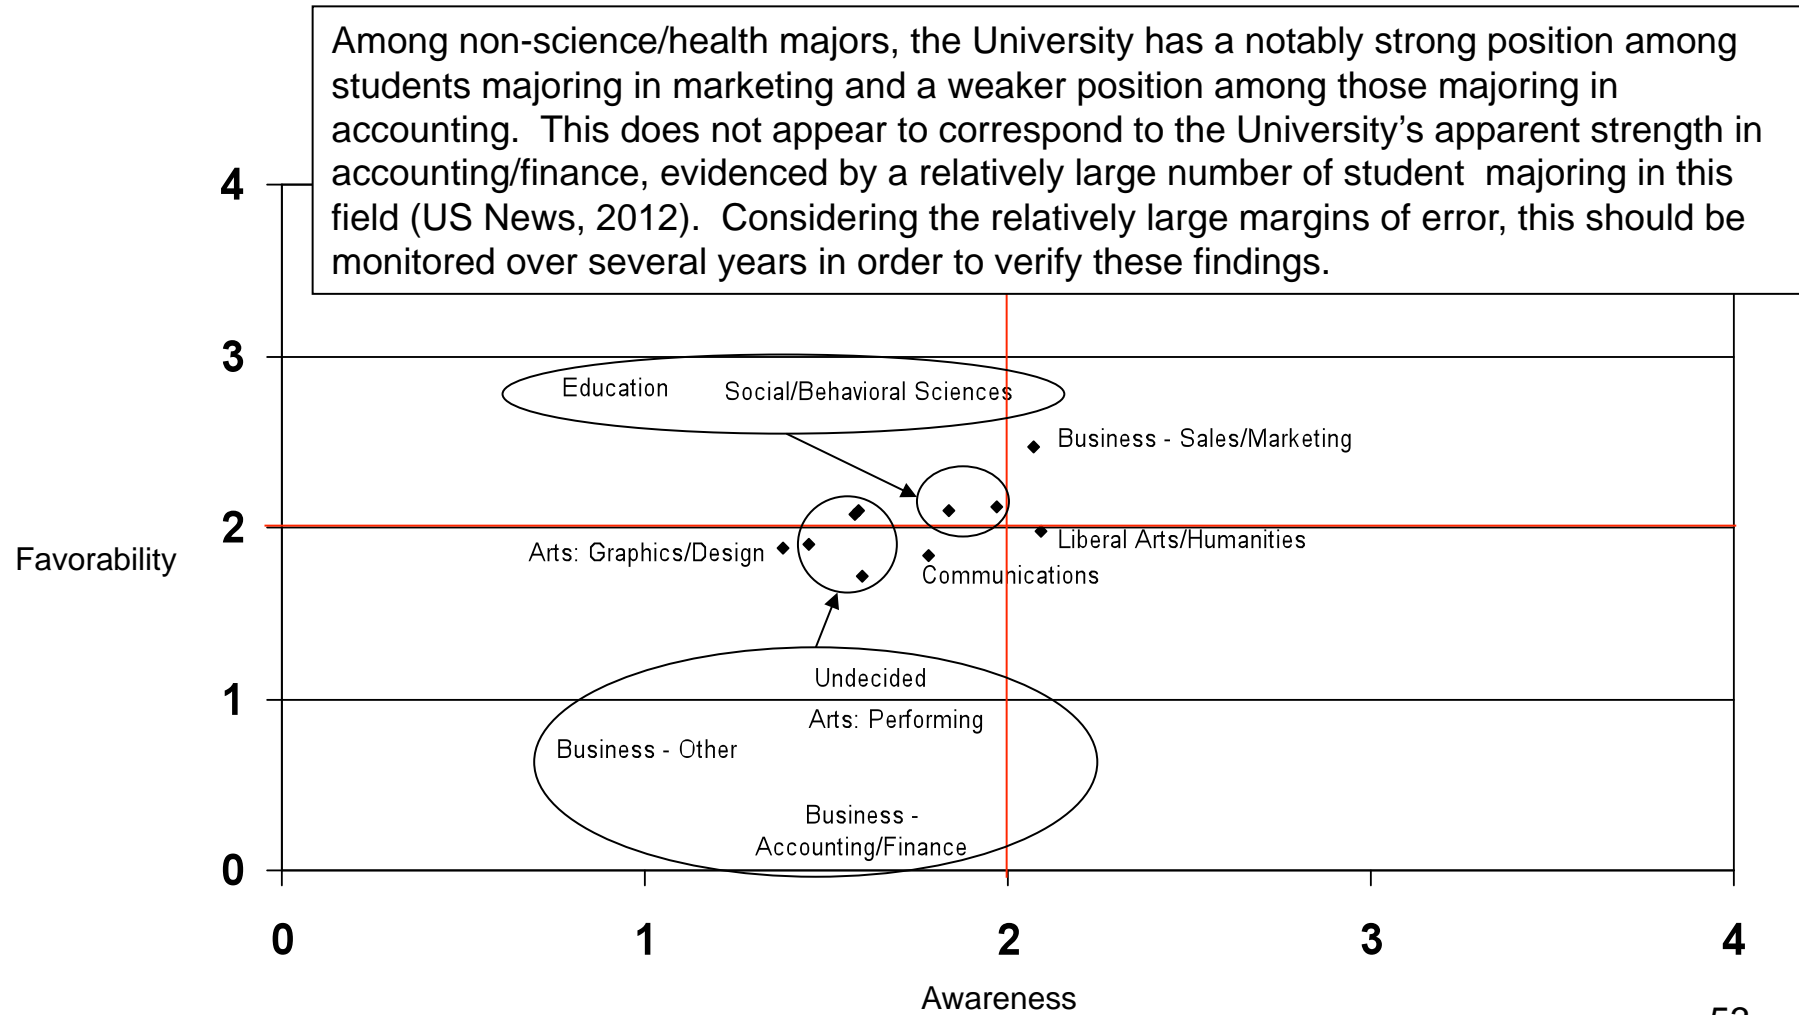 Among non-science/health majors, the University has a notably strong position among
students majoring in marketing and a weaker position among those majoring in
accounting.  This does not appear to correspond to the University’s apparent strength in
accounting/finance, evidenced by a relatively large number of student  majoring in this
field (US News, 2012).  Considering the relatively large margins of error, this should be
monitored over several years in order to verify these findings.
4
3
Education
Social/Behavioral Sciences
Business - Sales/Marketing
2
Favorability
Arts: Graphics/Design
Liberal Arts/Humanities
Communications
Undecided
1
Arts: Performing
Business - Other
Business -
Accounting/Finance
0
0
1
2
3
4
Awareness